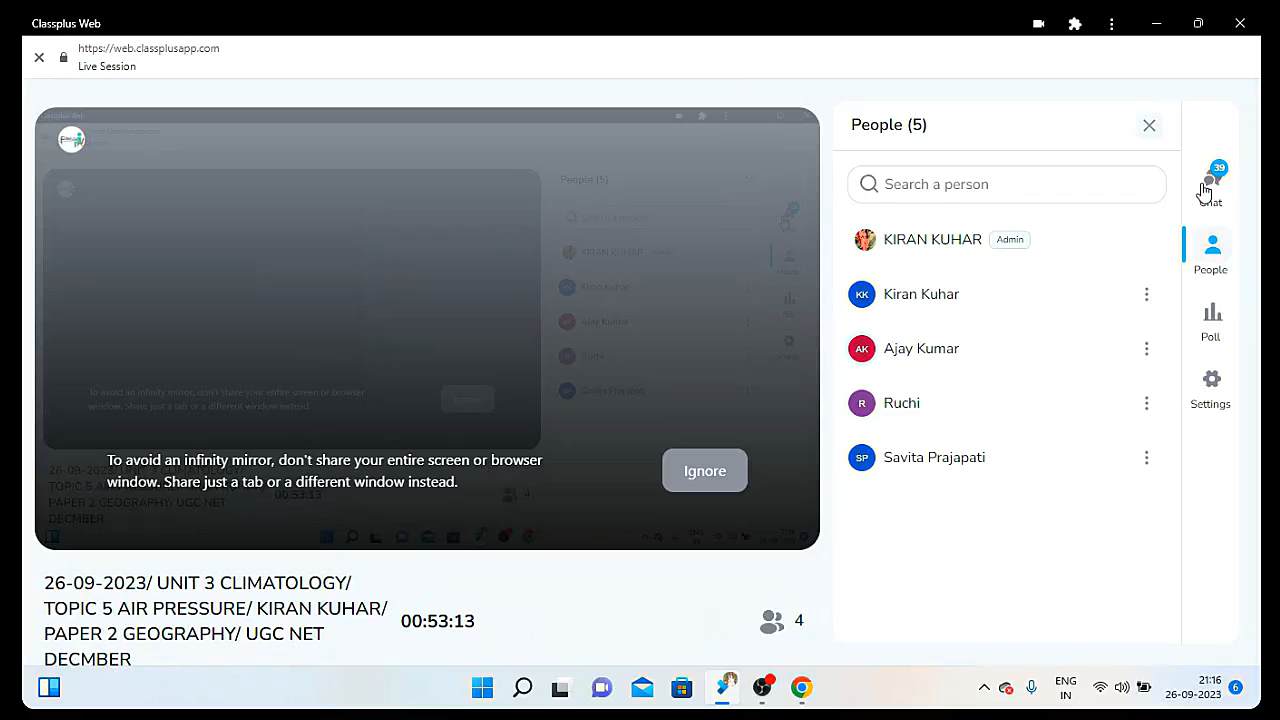 Classplus Web
https://web.classplusapp.com
Live Session
People (5)
Search a person
KIRAN KUHAR Admin
KK Kiran Kuhar
AK Ajay Kumar
R Ruchi
SP Savita Prajapati
39
Chat
People
Poll
Settings
To avoid an infinity mirror, don't share your entire screen or browser
window. Share just a tab or a different window instead.
Ignore
26-09-2023/ UNIT 3 CLIMATOLOGY/
TOPIC 5 AIR PRESSURE/ KIRAN KUHAR/
PAPER 2 GEOGRAPHY/ UGC NET
DECMBER
00:53:13
4
ENG
IN
21:16
26-09-2023
6